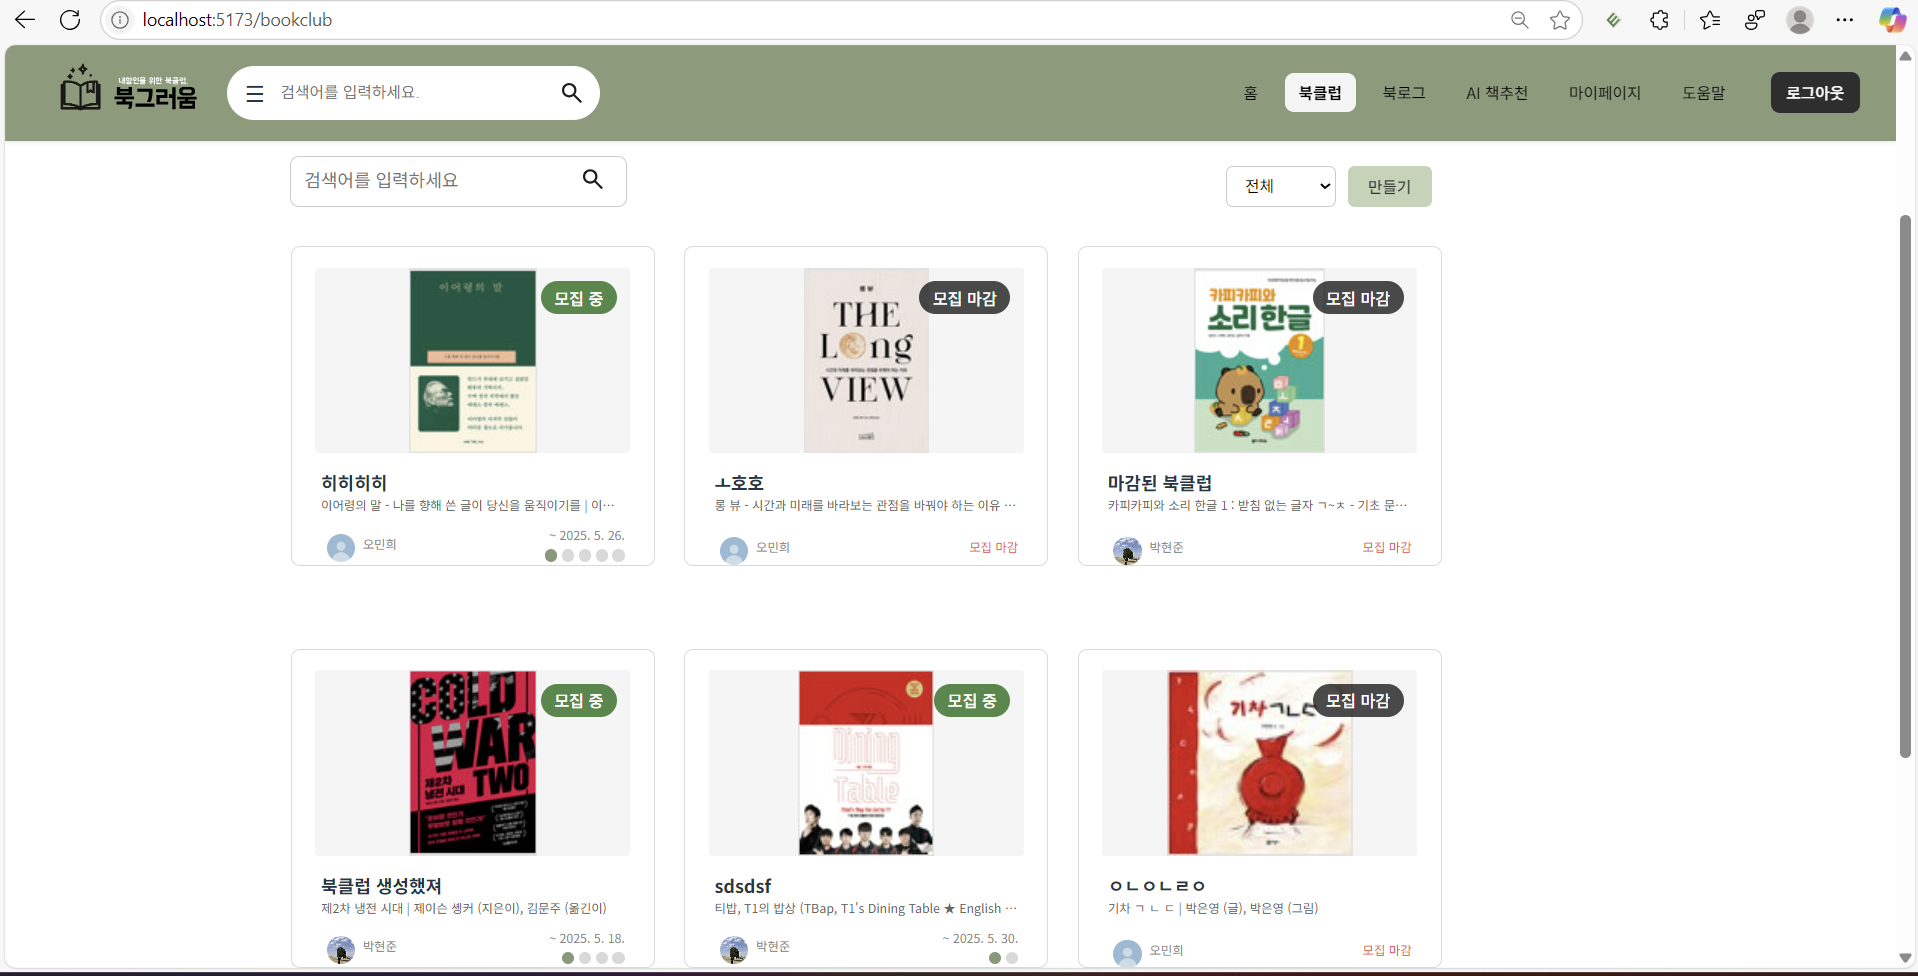 localhost:5173/bookclub
내향인을 위한 북클럽,
북그러움
검색어를 입력하세요.
홈
북클럽
북로그
AI 책추천
마이페이지
도움말
로그아웃
검색어를 입력하세요
전체
만들기
이어령의 말
모집 중
THE
LONG
VIEW
모집 마감
카피카피와
소리 한글
1
모집 마감
히히히히
이어령의 말 - 나를 향해 쓴 글이 당신을 움직이기를 | 이…
오민희
~ 2025. 5. 26.
ㅗ호호
롱 뷰 - 시간과 미래를 바라보는 관점을 바꿔야 하는 이유 …
오민희
모집 마감
마감된 북클럽
카피카피와 소리 한글 1 : 받침 없는 글자 ㄱ~ㅊ - 기초 문…
박현준
모집 마감
COLD
WAR
TWO
제2차
냉전 시대
모집 중
Dining
Table
모집 중
기차ㄱㄴㄷ
모집 마감
북클럽 생성했져
제2차 냉전 시대 | 제이슨 솅커 (지은이), 김문주 (옮긴이)
박현준
~ 2025. 5. 18.
sdsdsf
티밥, T1의 밥상 (TBap, T1's Dining Table ★ English …
박현준
~ 2025. 5. 30.
ㅇㄴㅇㄴㄹㅇ
기차 ㄱ ㄴ ㄷ | 박은영 (글), 박은영 (그림)
오민희
모집 마감